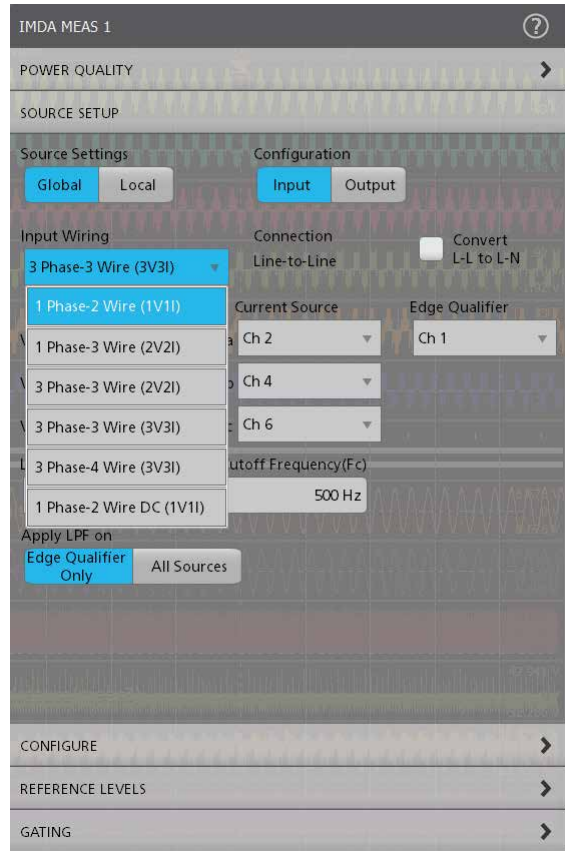 IMDA MEAS 1
?
POWER QUALITY
SOURCE SETUP
Source Settings
Configuration
Global Local
Input Output
Input Wiring
Connection
Convert
L-L to L-N
3 Phase-3 Wire (3V3I)
Line-to-Line
1 Phase-2 Wire (1V1I)
1 Phase-3 Wire (2V2I)
3 Phase-3 Wire (2V2I)
3 Phase-3 Wire (3V3I)
3 Phase-4 Wire (3V3I)
1 Phase-2 Wire DC (1V1I)
Current Source
Edge Qualifier
Ch 2
Ch 1
Ch 4
Ch 6
utoff Frequency(Fc)
500 Hz
Apply LPF on
Edge Qualifier
Only
All Sources
CONFIGURE
REFERENCE LEVELS
GATING